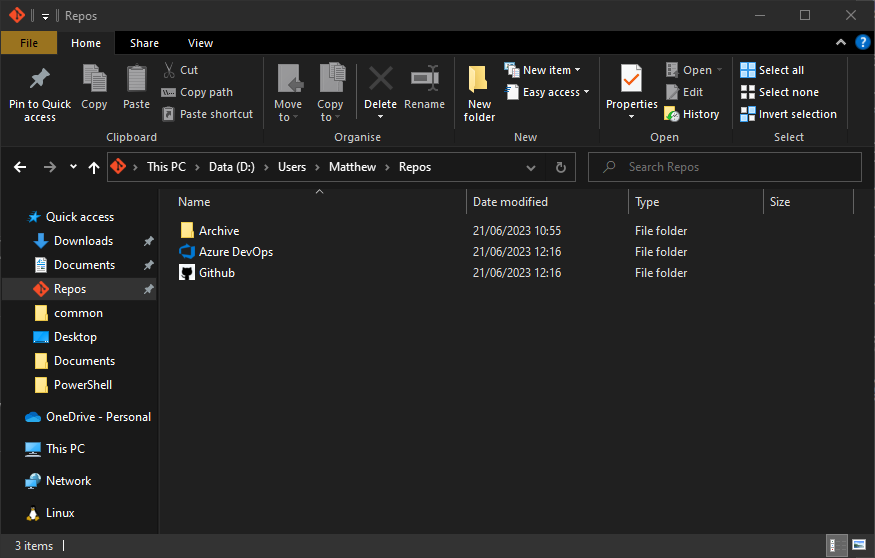 Repos
File Home Share View
Pin to Quick access
Copy
Paste
Cut
Copy path
Paste shortcut
Clipboard
Move to
Copy to
Delete
Rename
Organise
New folder
New item
Easy access
New
Properties
Open
Edit
History
Open
Select all
Select none
Invert selection
Select
This PC > Data (D:) > Users > Matthew > Repos
Search Repos
Name Date modified Type Size
Archive 21/06/2023 10:55 File folder
Azure DevOps 21/06/2023 12:16 File folder
Github 21/06/2023 12:16 File folder
Quick access
Downloads
Documents
Repos
common
Desktop
Documents
PowerShell
OneDrive - Personal
This PC
Network
Linux
3 items